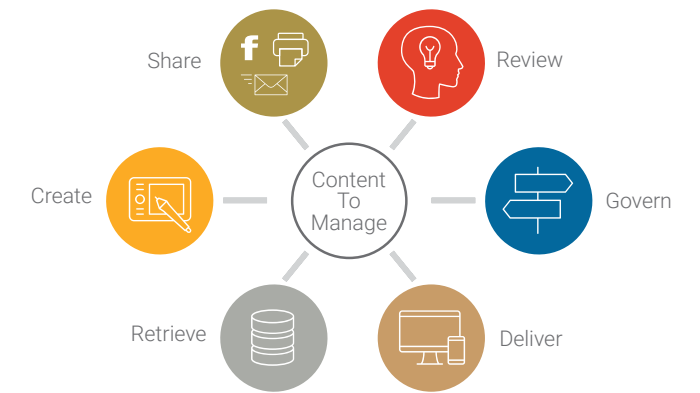 Share
Review
Create
Content
To
Manage
Govern
Retrieve
Deliver